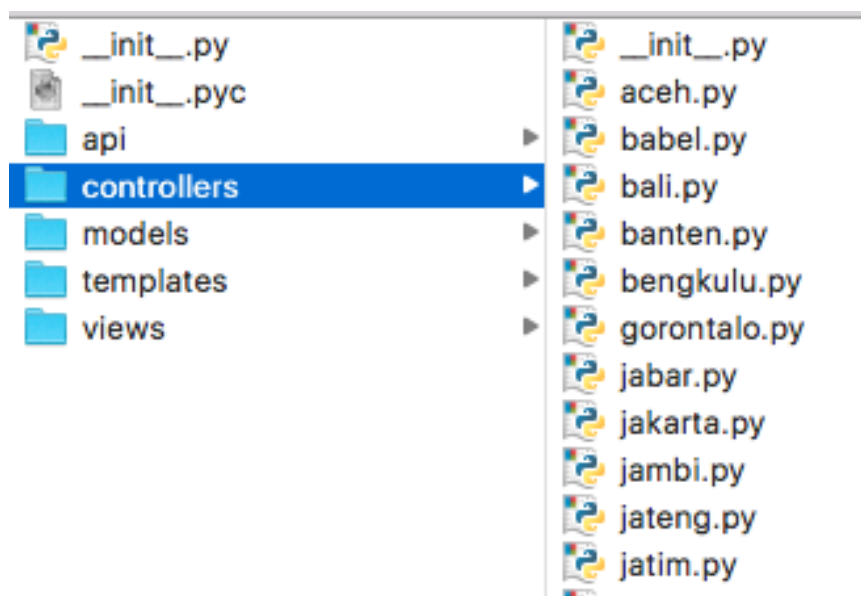 __init__.py
__init__.pyc
api
controllers
models
templates
views
__init__.py
aceh.py
babel.py
bali.py
banten.py
bengkulu.py
gorontalo.py
jabar.py
jakarta.py
jambi.py
jateng.py
jatim.py